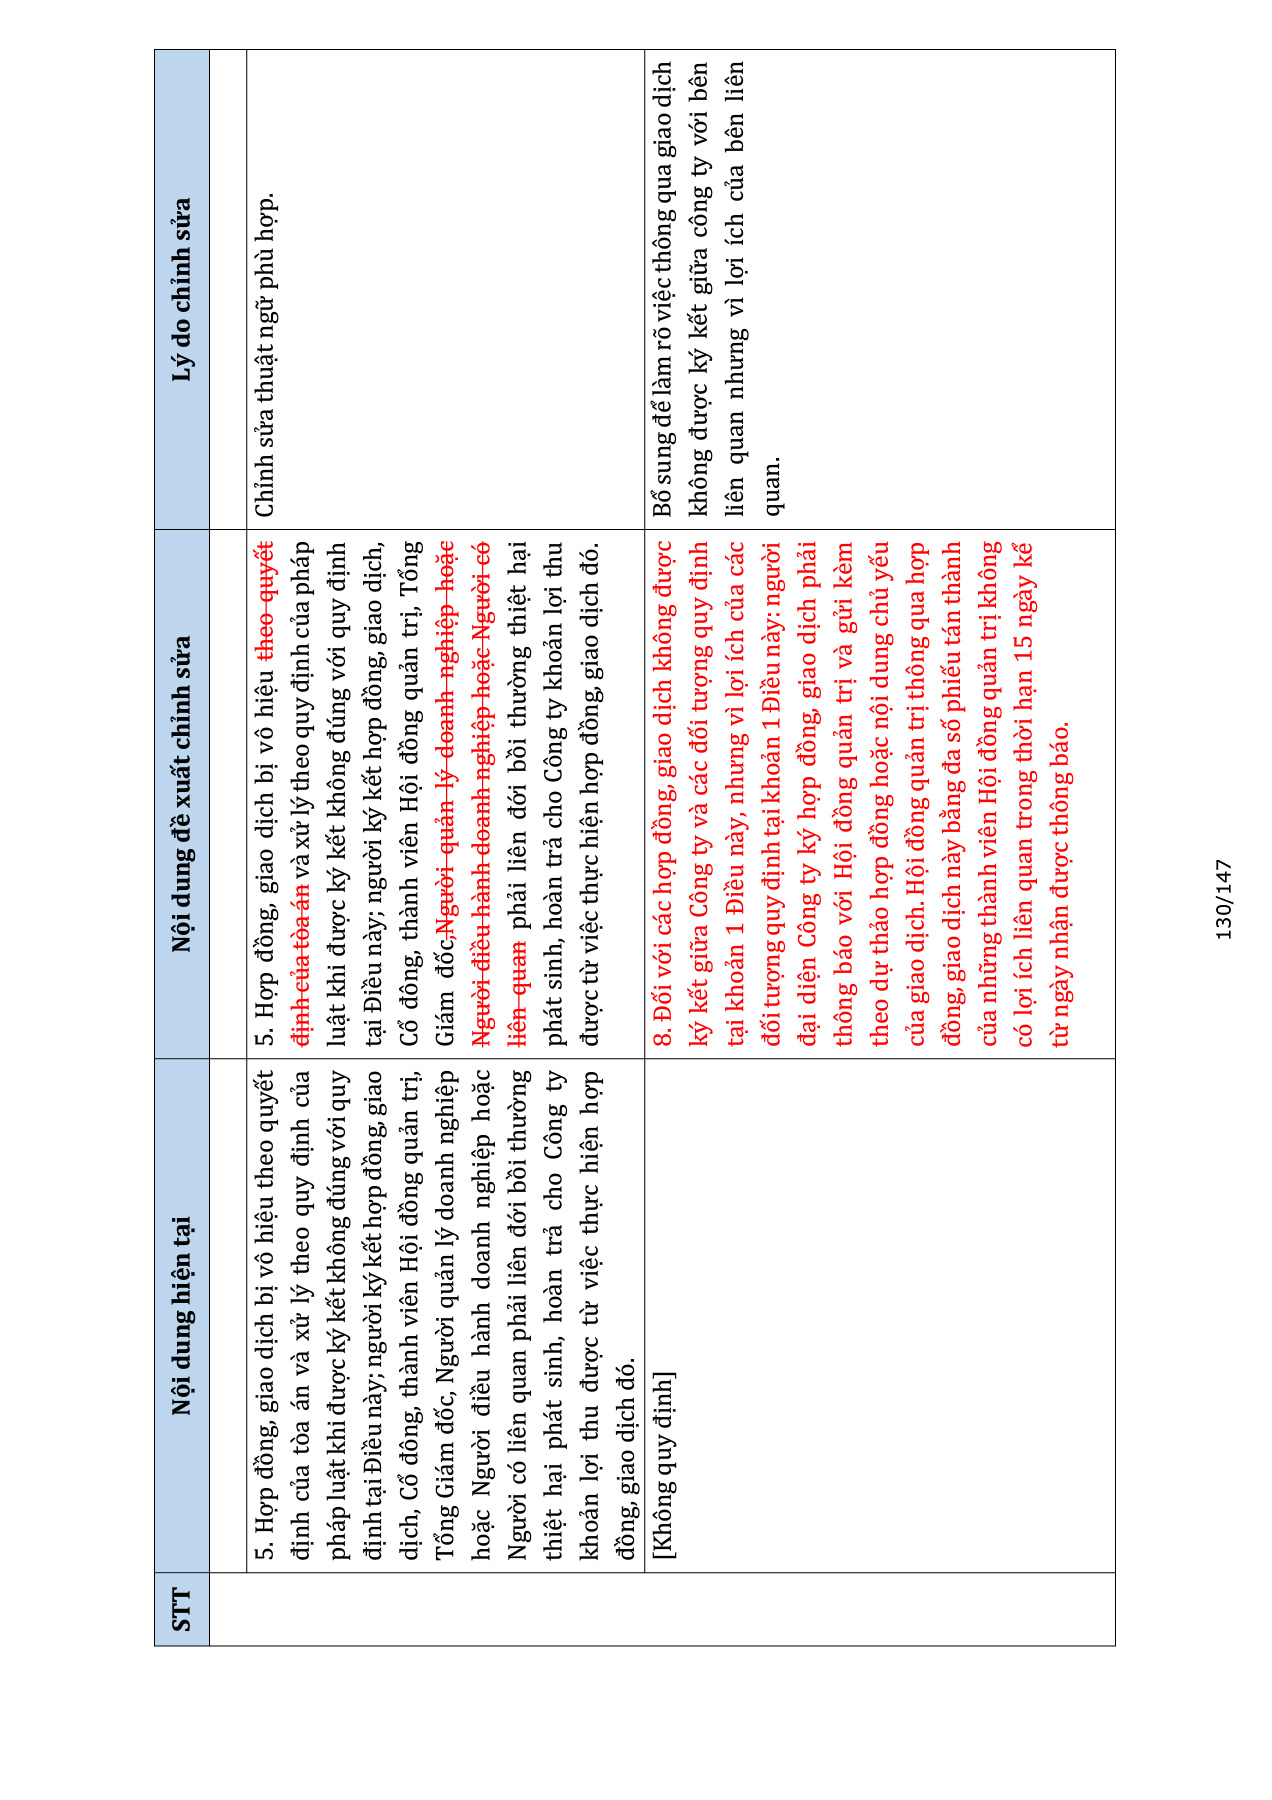 STT
Nội dung hiện tại
Nội dung đề xuất chỉnh sửa
Lý do chỉnh sửa
5. Hợp đồng, giao dịch bị vô hiệu theo quyết
định của tòa án và xử lý theo quy định của
pháp luật khi được ký kết không đúng với quy
định tại Điều này; người ký kết hợp đồng, giao
dịch, Cổ đông, thành viên Hội đồng quản trị,
Tổng Giám đốc, Người quản lý doanh nghiệp
hoặc Người điều hành doanh nghiệp hoặc
Người có liên quan phải liên đới bồi thường
thiệt hại phát sinh, hoàn trả cho Công ty
khoản lợi thu được từ việc thực hiện hợp
đồng, giao dịch đó.
5. Hợp đồng, giao dịch bị vô hiệu theo quyết
định của tòa án và xử lý theo quy định của pháp
luật khi được ký kết không đúng với quy định
tại Điều này; người ký kết hợp đồng, giao dịch,
Cổ đông, thành viên Hội đồng quản trị, Tổng
Giám đốc,Người quản lý doanh nghiệp hoặc
Người điều hành doanh nghiệp hoặc Người có
liên quan phải liên đới bồi thường thiệt hại
phát sinh, hoàn trả cho Công ty khoản lợi thu
được từ việc thực hiện hợp đồng, giao dịch đó.
Chỉnh sửa thuật ngữ phù hợp.
[Không quy định]
8. Đối với các hợp đồng, giao dịch không được
ký kết giữa Công ty và các đối tượng quy định
tại khoản 1 Điều này, nhưng vì lợi ích của các
đối tượng quy định tại khoản 1 Điều này: người
đại diện Công ty ký hợp đồng, giao dịch phải
thông báo với Hội đồng quản trị và gửi kèm
theo dự thảo hợp đồng hoặc nội dung chủ yếu
của giao dịch. Hội đồng quản trị thông qua hợp
đồng, giao dịch này bằng đa số phiếu tán thành
của những thành viên Hội đồng quản trị không
có lợi ích liên quan trong thời hạn 15 ngày kể
từ ngày nhận được thông báo.
Bổ sung để làm rõ việc thông qua giao dịch
không được ký kết giữa công ty với bên
liên quan nhưng vì lợi ích của bên liên
quan.
130/147